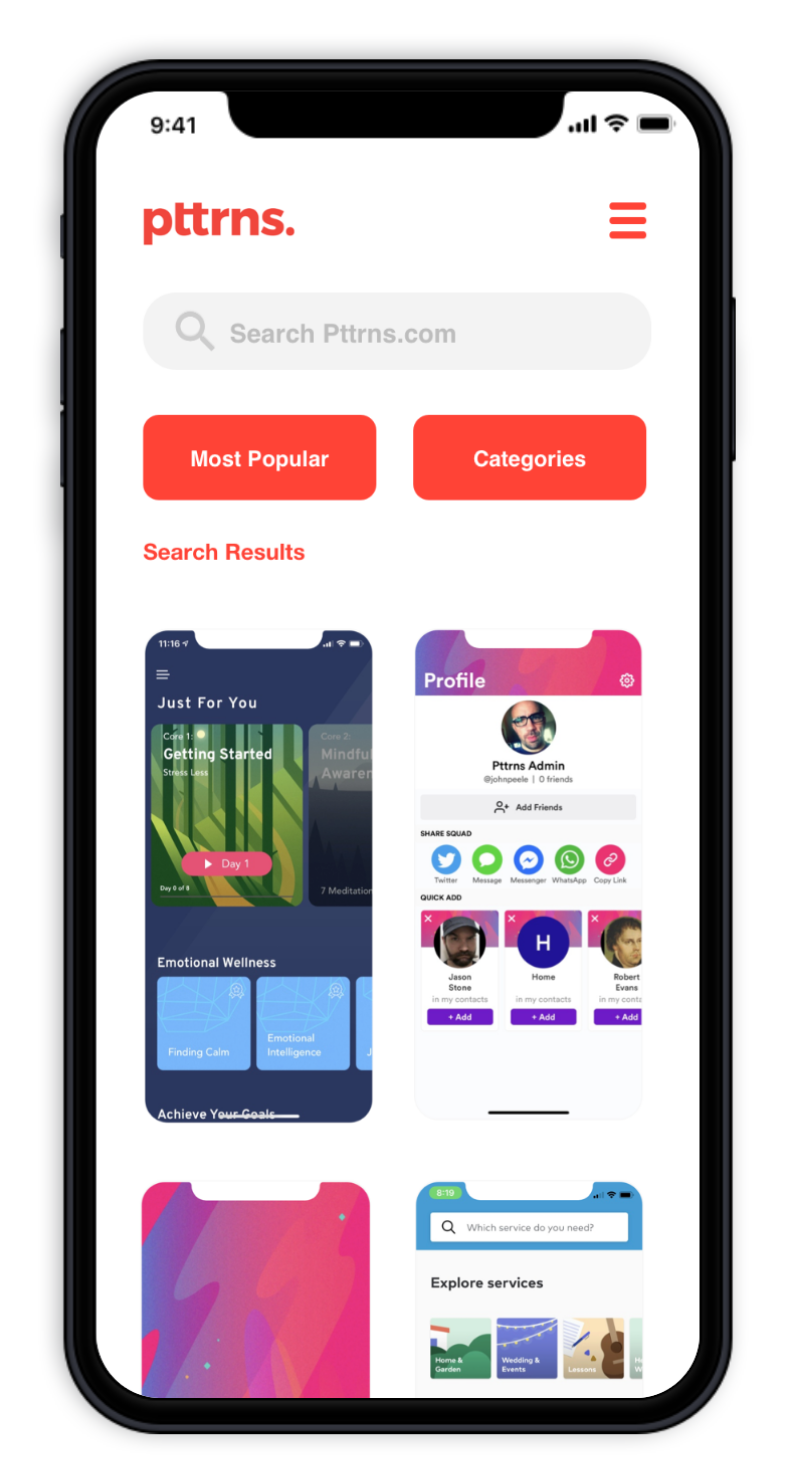 9:41
pttrns.
Search Pttrns.com
Most Popular
Categories
Search Results
11:16
Just For You
Core 1:
Getting Started
Stress Less
Day 1
Day 0 of 8
Core 2:
Mindful
Awaren
7 Meditation
Emotional Wellness
Finding Calm
Emotional
Intelligence
J
Achieve Your Goals
Profile
Pttrns Admin
@johnpeele | 0 friends
Add Friends
SHARE SQUAD
Twitter
Message
Messenger
WhatsApp
Copy Link
QUICK ADD
Jason
Stone
in my contacts
+ Add
H
Home
in my contacts
+ Add
Robert
Evans
in my conta
+ Add
8:19
Which service do you need?
Explore services
Home &
Garden
Wedding &
Events
Lessons
H
W